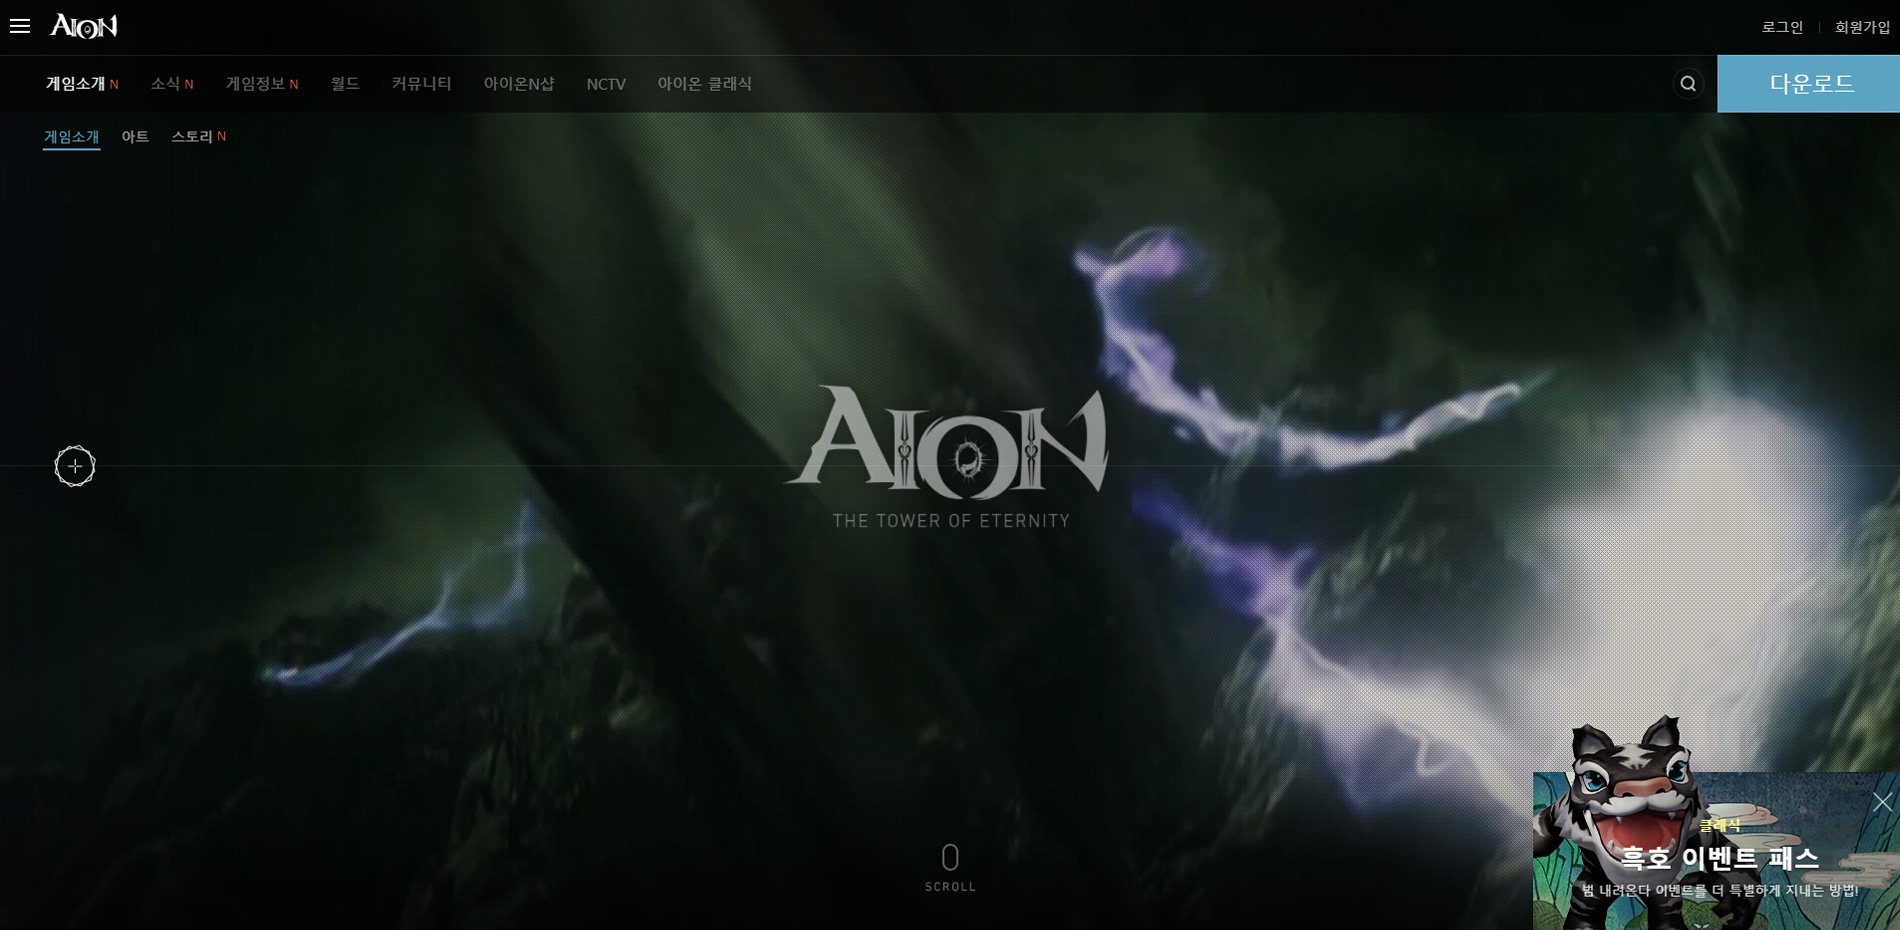 AION
로그인
회원가입
게임소개 N
소식 N
게임정보 N
월드
커뮤니티
아이온N샵
NCTV
아이온 클래식
다운로드
게임소개
아트
스토리 N
AION
THE TOWER OF ETERNITY
SCROLL
클래식
흑호 이벤트 패스
범 내려온다 이벤트를 더 특별하게 지내는 방법!